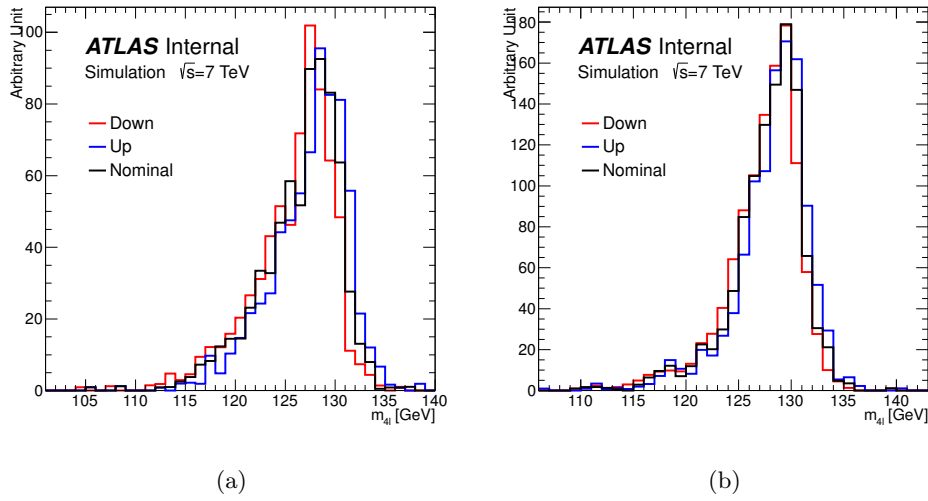 Arbitrary Unit
100
80
60
40
20
0
ATLAS Internal
Simulation √s=7 TeV
Down
Up
Nominal
105 110 115 120 125 130 135 140
m4l [GeV]
(a)
Arbitrary Unit
180
160
140
120
100
80
60
40
20
0
ATLAS Internal
Simulation √s=7 TeV
Down
Up
Nominal
110 115 120 125 130 135 140
m4l [GeV]
(b)